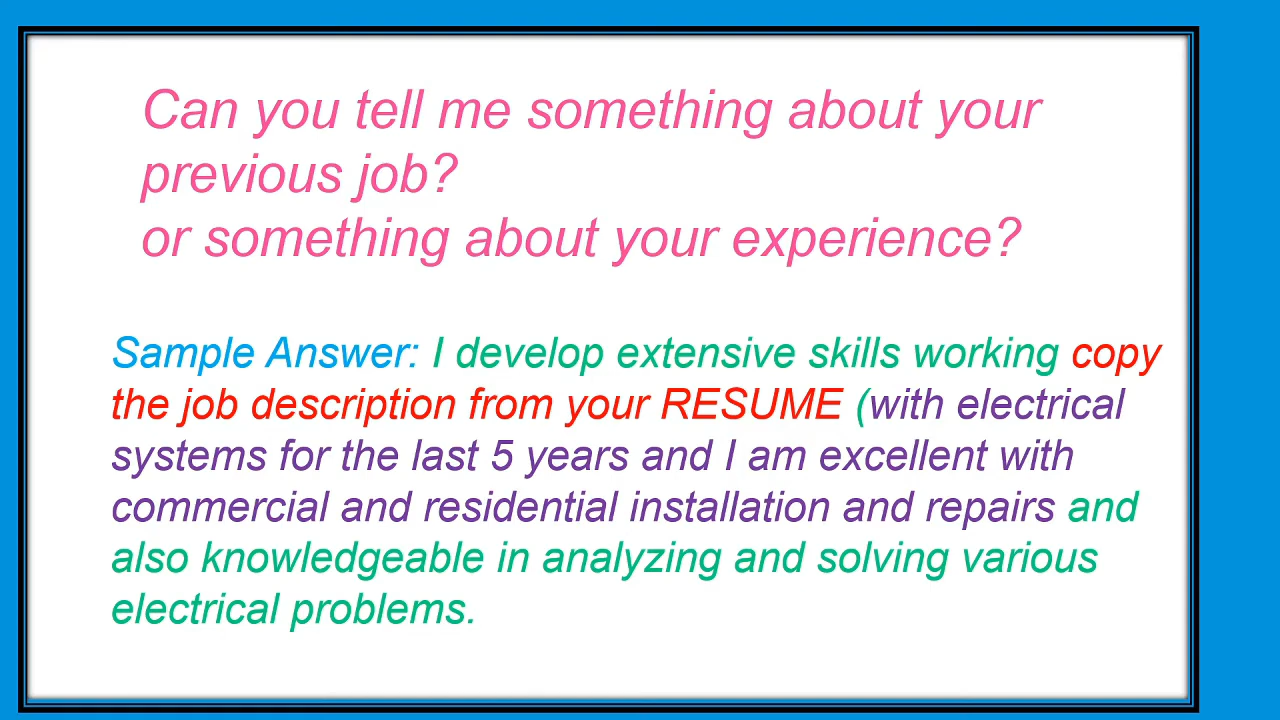 Can you tell me something about your
previous job?
or something about your experience?
Sample Answer: I develop extensive skills working copy
the job description from your RESUME (with electrical
systems for the last 5 years and I am excellent with
commercial and residential installation and repairs and
also knowledgeable in analyzing and solving various
electrical problems.